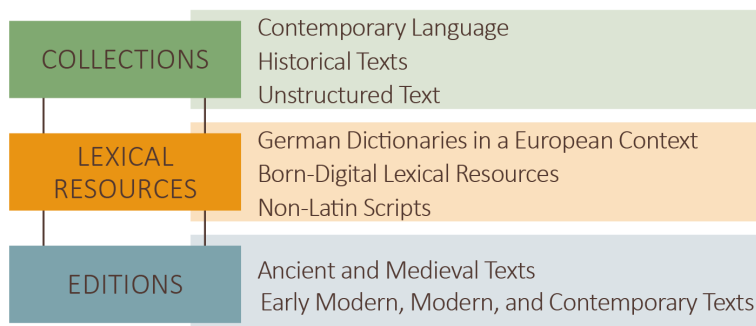 COLLECTIONS
Contemporary Language
Historical Texts
Unstructured Text
LEXICAL
RESOURCES
German Dictionaries in a European Context
Born-Digital Lexical Resources
Non-Latin Scripts
EDITIONS
Ancient and Medieval Texts
Early Modern, Modern, and Contemporary Texts